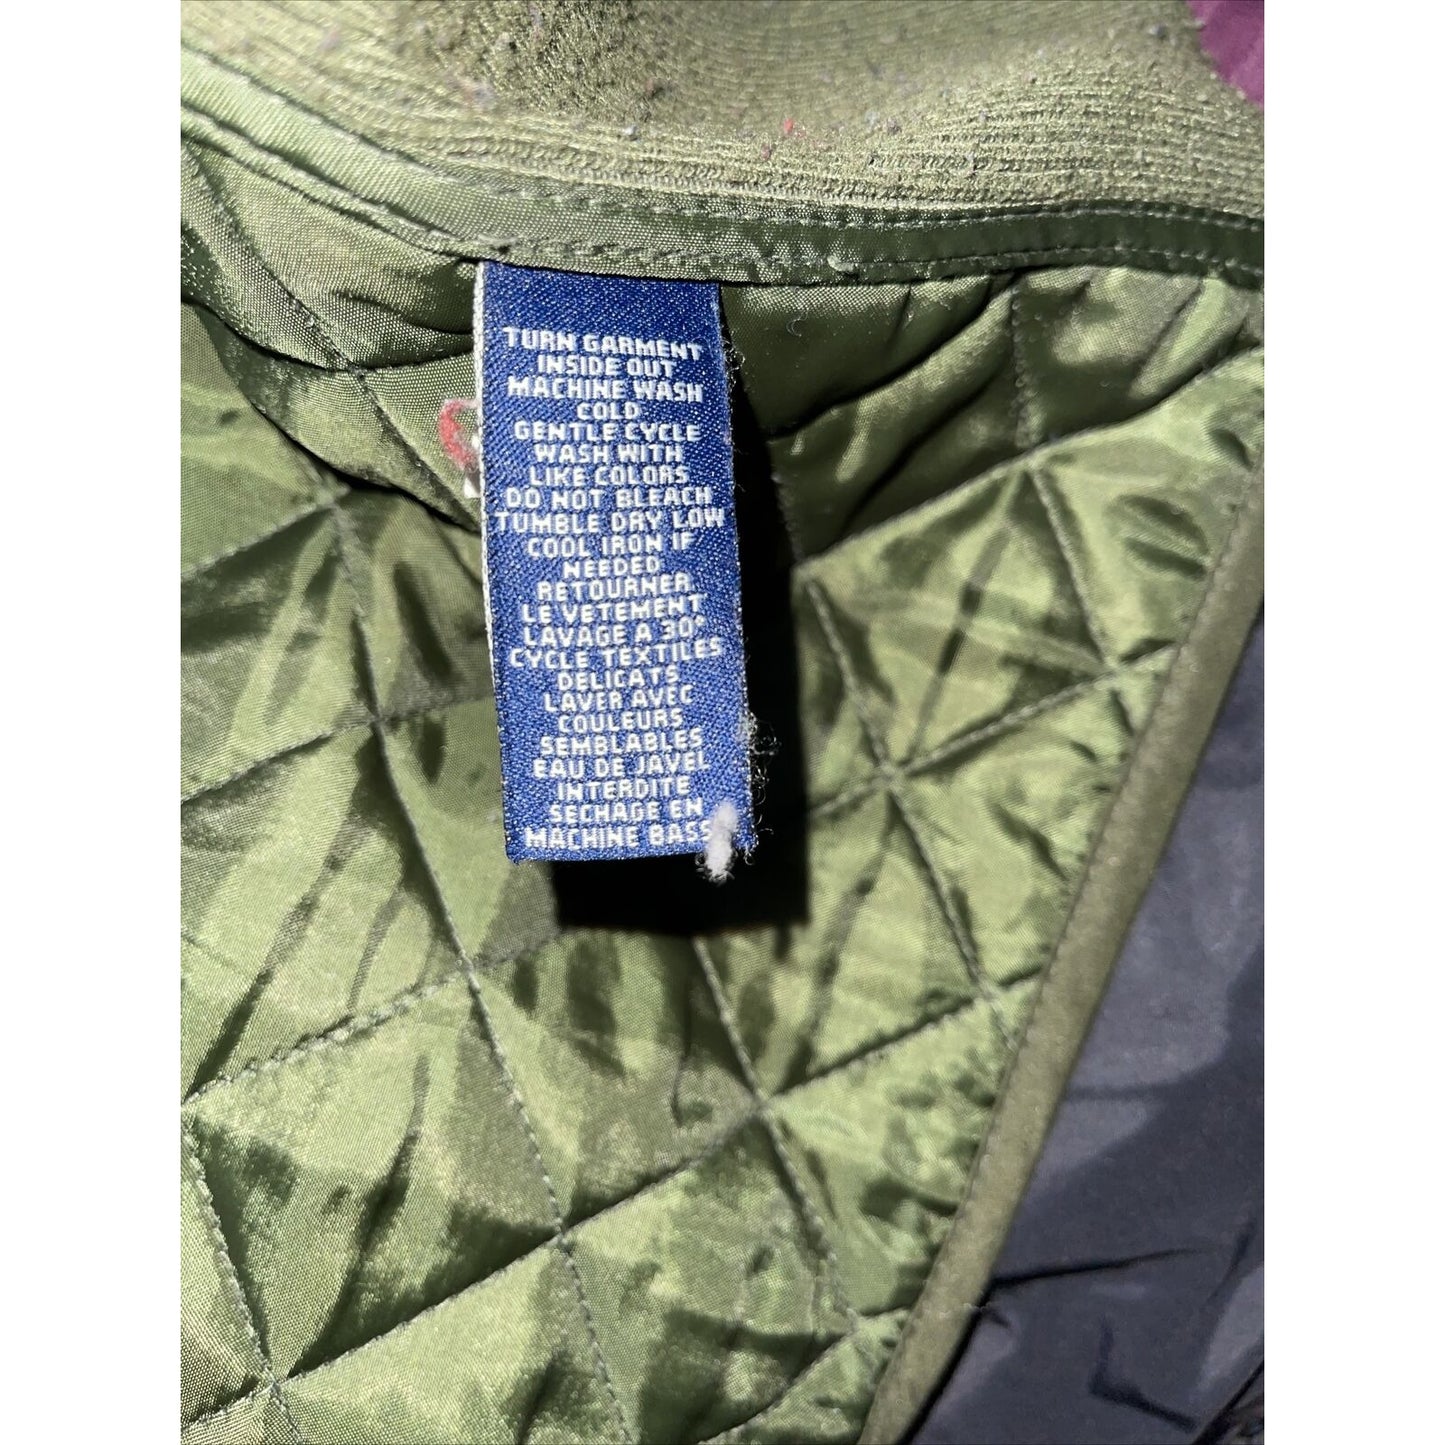 TURN GARMENT
INSIDE OUT
MACHINE WASH
COLD
GENTLE CYCLE
WASH WITH
LIKE COLORS
DO NOT BLEACH
TUMBLE DRY LOW
COOL IRON IF
NEEDED
RETOURNER
LE VETEMENT
LAVAGE A 30°
CYCLE TEXTILES
DELICATS
LAVER AVEC
COULEURS
SEMBLABLES
EAU DE JAVEL
INTERDITE
SECHAGE EN
MACHINE BASS